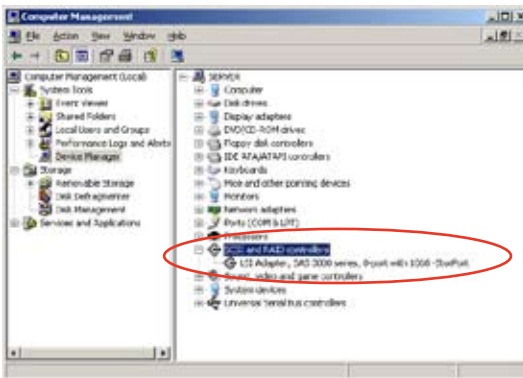 Computer Management
File Action View Window Help
Computer Management (Local)
System Tools
Event Viewer
Shared Folders
Local Users and Groups
Performance Logs and Alerts
Device Manager
Storage
Removable Storage
Disk Defragmenter
Disk Management
Services and Applications
SERVER
Computer
Disk drives
Display adapters
DVD/CD-ROM drives
Floppy disk controllers
IDE ATA/ATAPI controllers
Keyboards
Mice and other pointing devices
Monitors
Network adapters
Ports (COM & LPT)
Processors
SCSI and RAID controllers
LSI Adapter, SAS 3000 series, 8-port with 1068 -StorPort
Sound, video and game controllers
System devices
Universal Serial Bus controllers